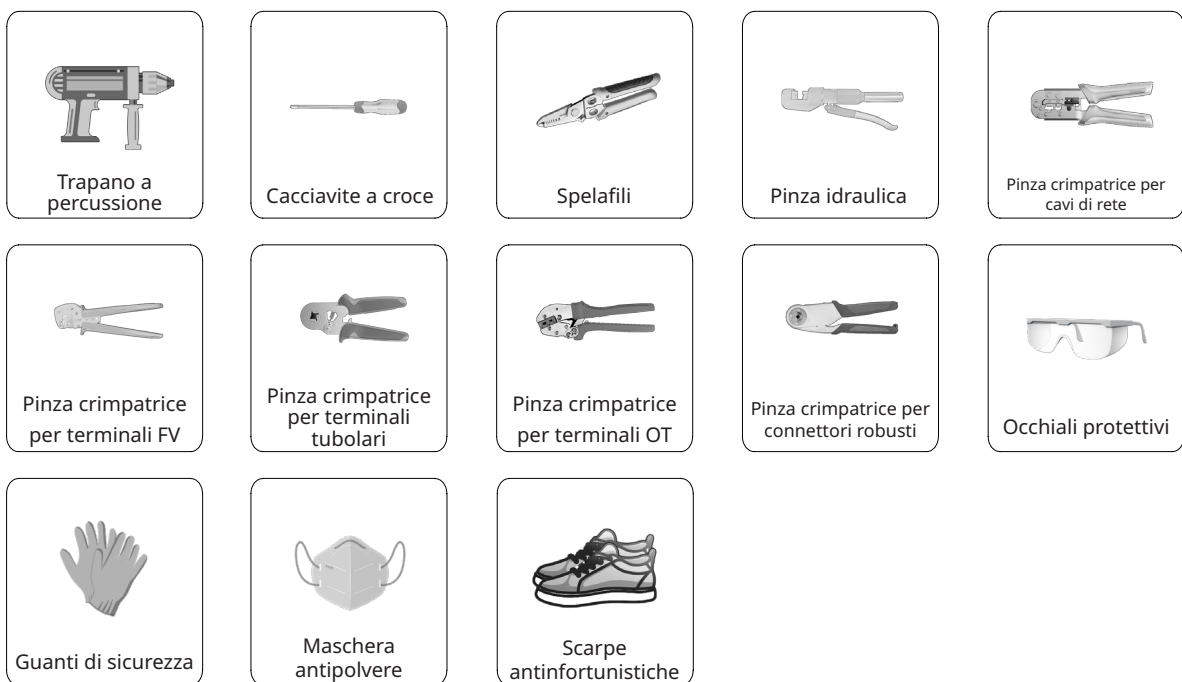 Trapano a
percussione
Cacciavite a croce
Spelafili
Pinza idraulica
Pinza crimpatrice per
cavi di rete
Pinza crimpatrice
per terminali FV
Pinza crimpatrice
per terminali
tubolari
Pinza crimpatrice
per terminali OT
Pinza crimpatrice per
connettori robusti
Occhiali protettivi
Guanti di sicurezza
Maschera
antipolvere
Scarpe
antinfortunistiche